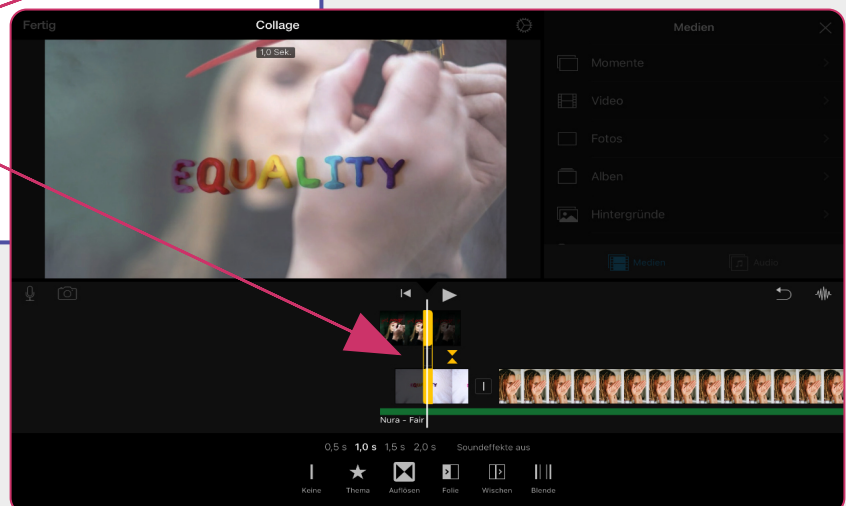 Fertig
Collage
Medien
1,0 Sek.
Momente
Video
EQUALITY
Fotos
Alben
Hintergründe
Medien
Audio
Nura - Fair
0,5 s 1,0 s 1,5 s 2,0 s Soundeffekte aus
Keine Thema Auflösen Folie Wischen Blende